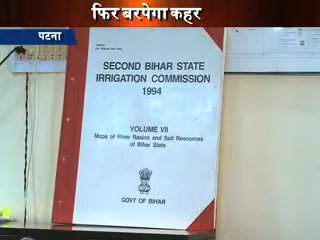 फिर बरपेगा कहर
पटना
SECOND BIHAR STATE
IRRIGATION COMMISSION
1994
VOLUME VII
Maps of River Basins and Soil Resources
of Bihar State
GOVT OF BIHAR